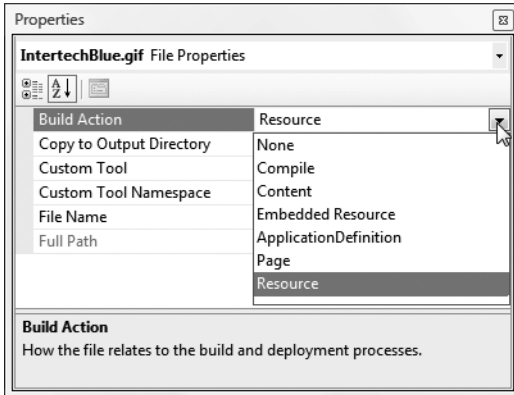 Properties
IntertechBlue.gif File Properties
Build Action Resource
Copy to Output Directory None
Custom Tool Compile
Custom Tool Namespace Content
File Name Embedded Resource
Full Path ApplicationDefinition
Page
Resource
Build Action
How the file relates to the build and deployment processes.